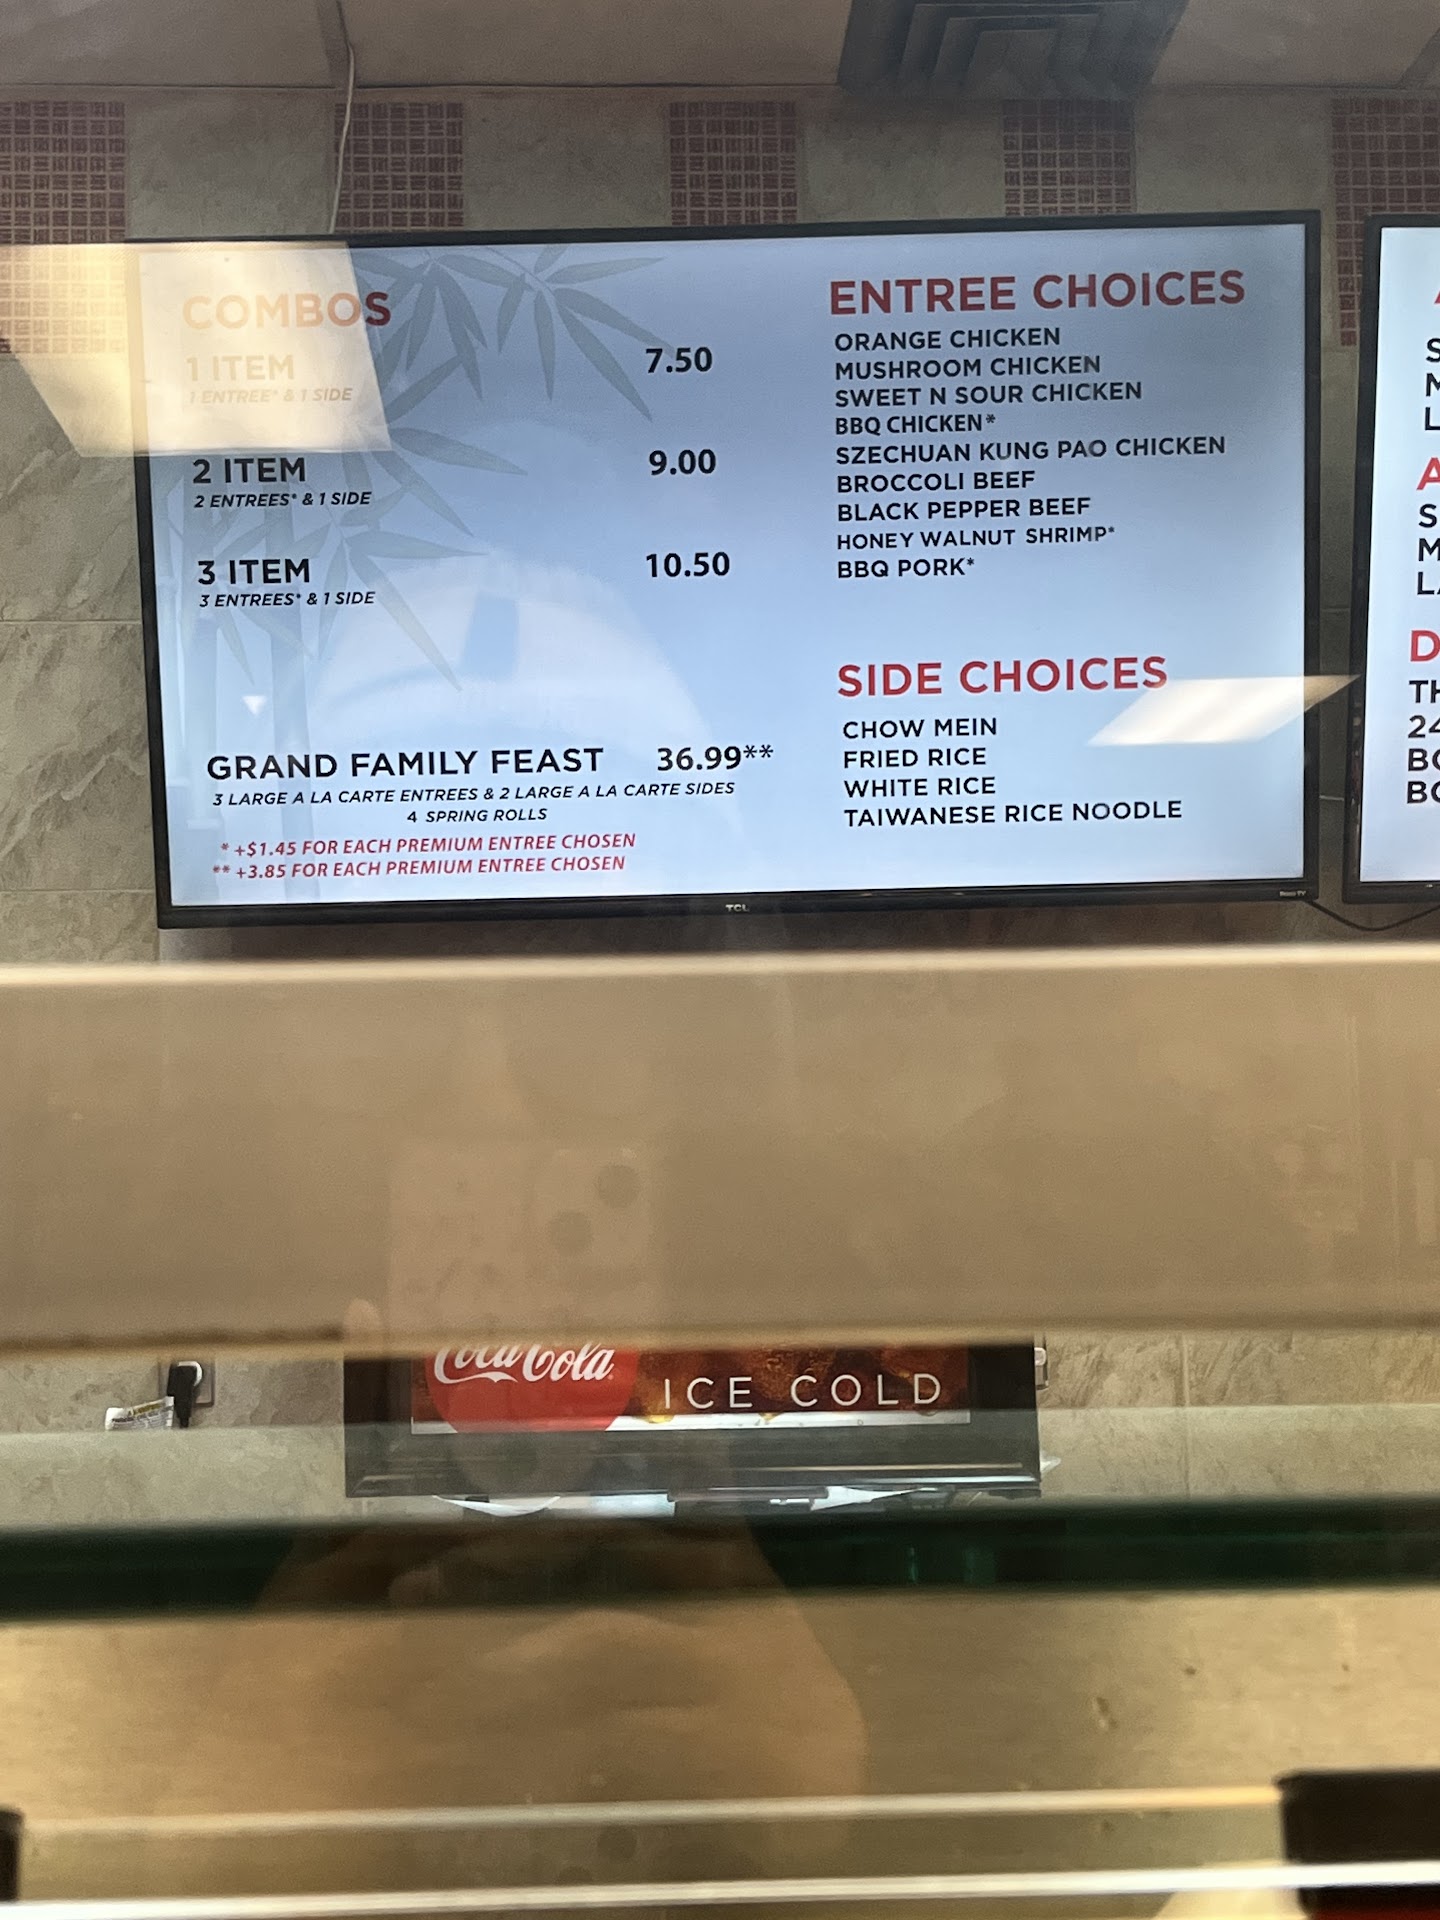 COMBOS
1 ITEM 7.50
1 ENTREE* & 1 SIDE
2 ITEM 9.00
2 ENTREES* & 1 SIDE
3 ITEM 10.50
3 ENTREES* & 1 SIDE
GRAND FAMILY FEAST 36.99**
3 LARGE A LA CARTE ENTREES & 2 LARGE A LA CARTE SIDES
4 SPRING ROLLS
* +$1.45 FOR EACH PREMIUM ENTREE CHOSEN
** +3.85 FOR EACH PREMIUM ENTREE CHOSEN
ENTREE CHOICES
ORANGE CHICKEN
MUSHROOM CHICKEN
SWEET N SOUR CHICKEN
BBQ CHICKEN*
SZECHUAN KUNG PAO CHICKEN
BROCCOLI BEEF
BLACK PEPPER BEEF
HONEY WALNUT SHRIMP*
BBQ PORK*
SIDE CHOICES
CHOW MEIN
FRIED RICE
WHITE RICE
TAIWANESE RICE NOODLE
TCL
Roku TV
Coca-Cola
ICE COLD